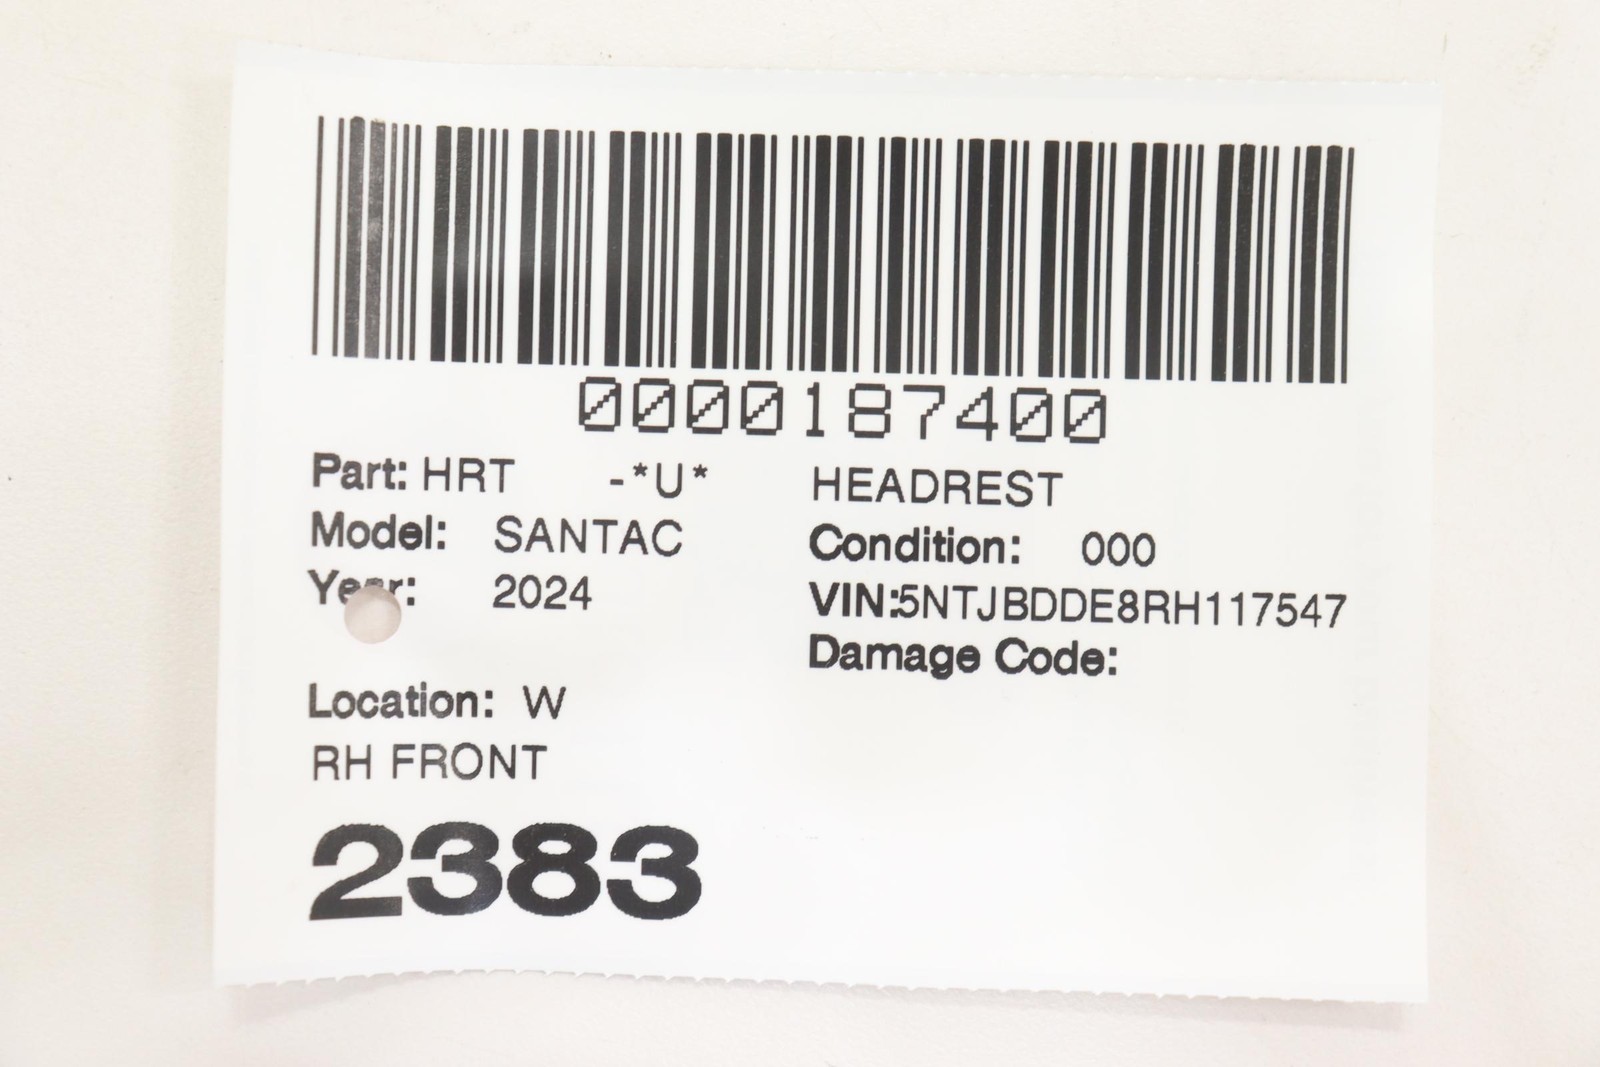 0000187400
Part: HRT -*U* HEADREST
Model: SANTAC Condition: 000
Year: 2024 VIN:5NTJBDDE8RH117547
Damage Code:
Location: W
RH FRONT
2383